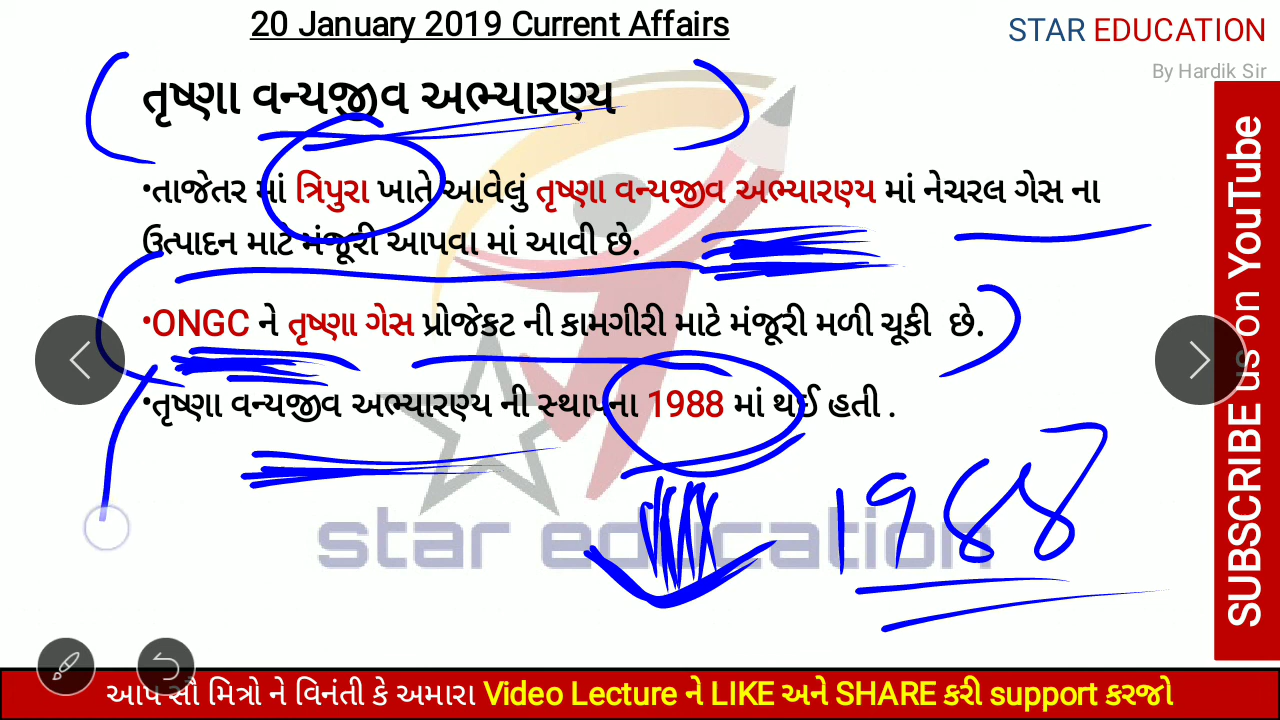 20 January 2019 Current Affairs
STAR EDUCATION
By Hardik Sir
તૃષ્ણા વન્યજીવ અભ્યારણ્ય
•તાજેતર માં ત્રિપુરા ખાતે આવેલું તૃષ્ણા વન્યજીવ અભ્યારણ્ય માં નેચરલ ગેસ ના
ઉત્પાદન માટે મંજૂરી આપવા માં આવી છે.
•ONGC ને તૃષ્ણા ગેસ પ્રોજેકટ ની કામગીરી માટે મંજૂરી મળી ચૂકી છે.
•તૃષ્ણા વન્યજીવ અભ્યારણ્ય ની સ્થાપના 1988 માં થઈ હતી .
1988
star education
SUBSCRIBE us on YouTube
આપ સૌ મિત્રો ને વિનંતી કે અમારા Video Lecture ને LIKE અને SHARE કરી support કરજો